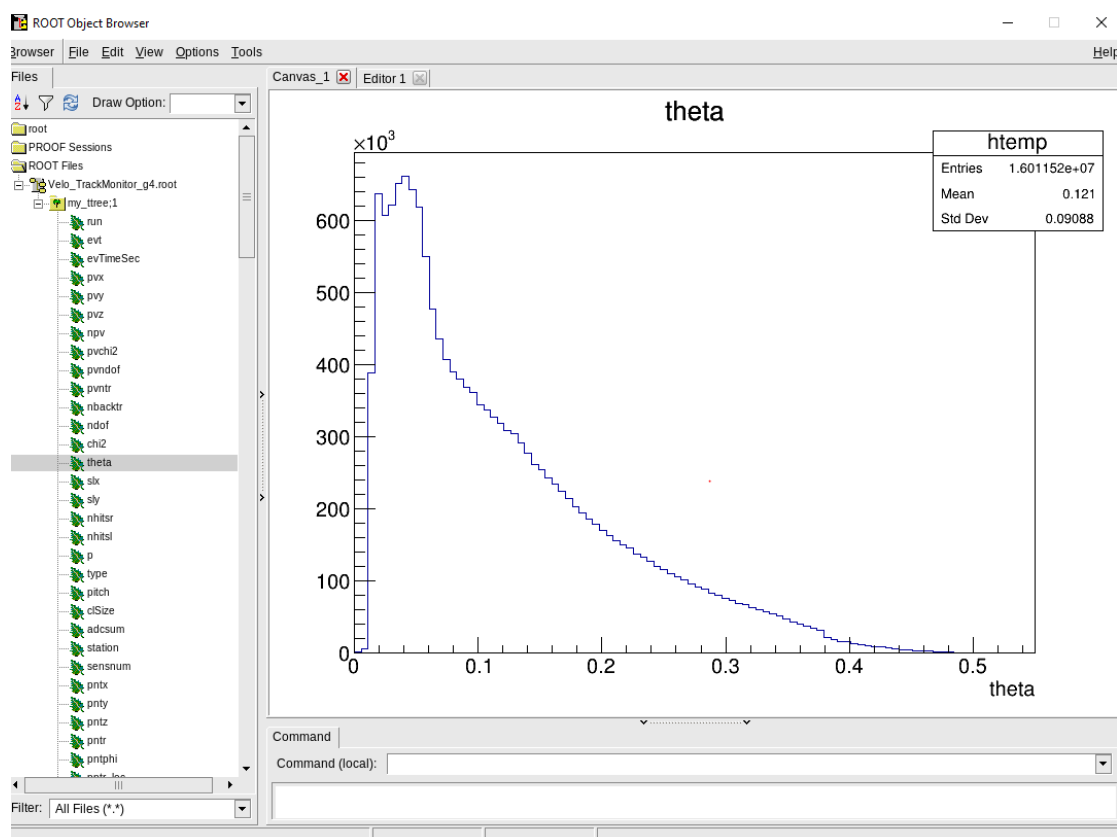 ROOT Object Browser
Browser File Edit View Options Tools Help
Files
Draw Option:
root
PROOF Sessions
ROOT Files
Velo_TrackMonitor_g4.root
my_ttree;1
run
evt
evTimeSec
pvx
pvy
pvz
npv
pvchi2
pvndof
pvntr
nbacktr
ndof
chi2
theta
slx
sly
nhitsr
nhitsl
p
type
pitch
clSize
adcsum
station
sensnum
pntx
pnty
pntz
pntr
pntphi
Filter: All Files (*.*)
Canvas_1 Editor 1
theta
×10³
htemp
Entries 1.601152e+07
Mean 0.121
Std Dev 0.09088
600
500
400
300
200
100
0
0 0.1 0.2 0.3 0.4 0.5
theta
Command
Command (local):